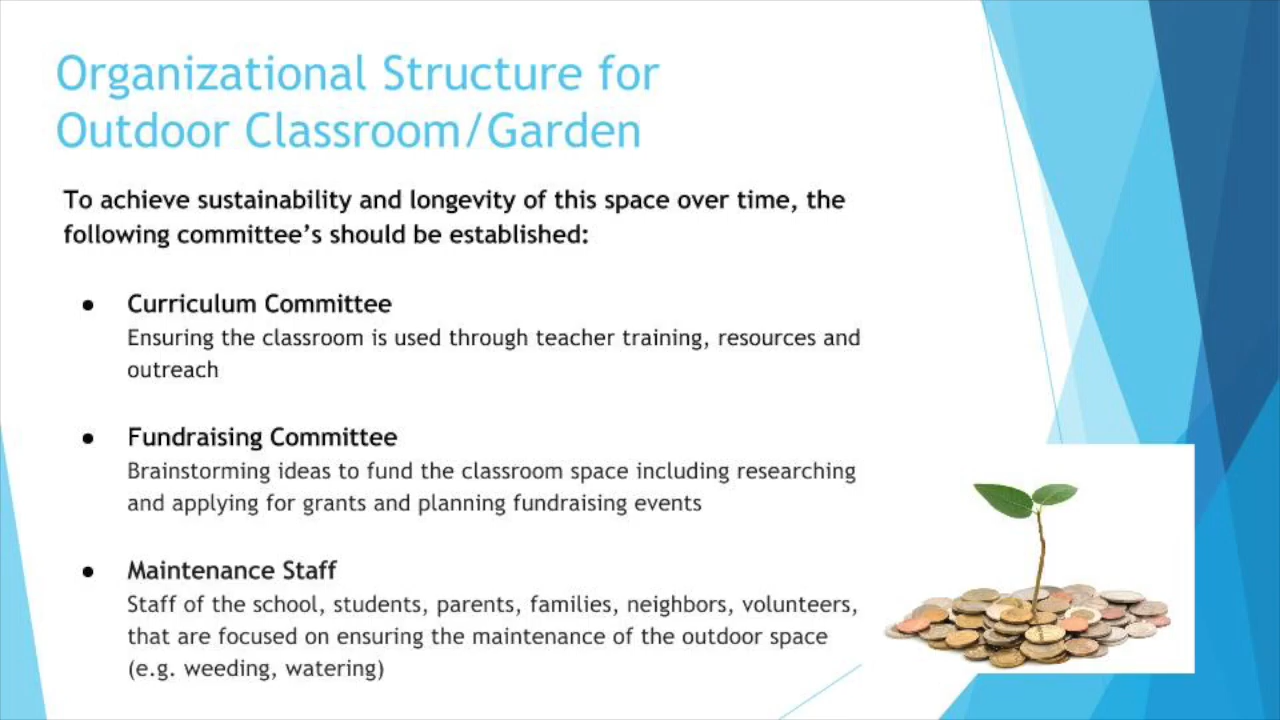 Organizational Structure for
Outdoor Classroom/Garden
To achieve sustainability and longevity of this space over time, the
following committee's should be established:
● Curriculum Committee
Ensuring the classroom is used through teacher training, resources and
outreach
● Fundraising Committee
Brainstorming ideas to fund the classroom space including researching
and applying for grants and planning fundraising events
● Maintenance Staff
Staff of the school, students, parents, families, neighbors, volunteers,
that are focused on ensuring the maintenance of the outdoor space
(e.g. weeding, watering)